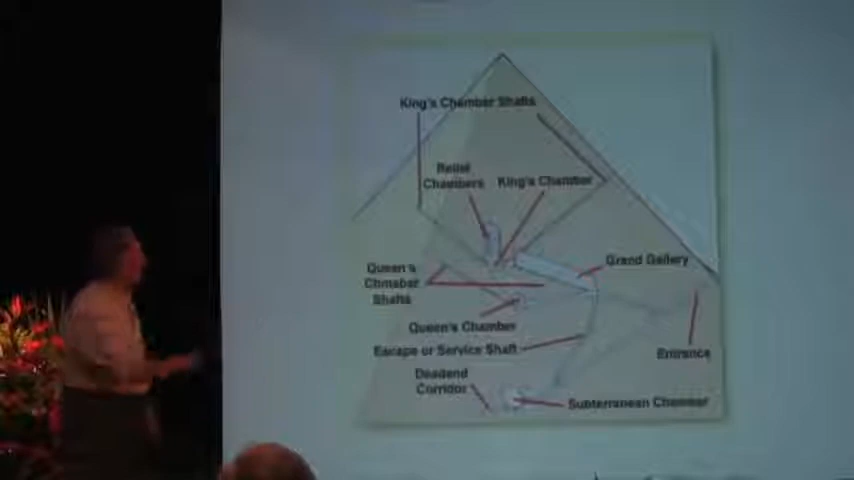 King's Chamber Shafts
Relief
Chambers
King's Chamber
Grand Gallery
Queen's
Chmabar
Shafts
Queen's Chamber
Escape or Service Shaft
Entrance
Deadend
Corridor
Subterranean Chamber